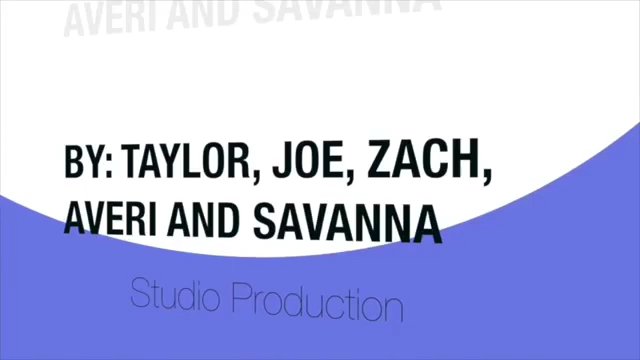 AVERI AND SAVANNA
BY: TAYLOR, JOE, ZACH,
AVERI AND SAVANNA
Studio Production